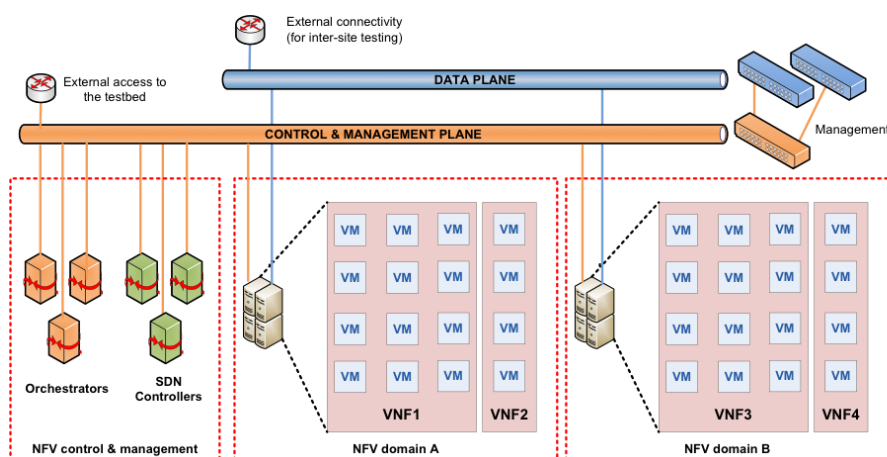 External connectivity
(for inter-site testing)
DATA PLANE
External access to
the testbed
CONTROL & MANAGEMENT PLANE
Management
VM VM VM VM
VM VM VM VM
VM VM VM VM
VM VM VM VM
VNF1 VNF2
VM VM VM VM
VM VM VM VM
VM VM VM VM
VM VM VM VM
VNF3 VNF4
Orchestrators
SDN
Controllers
NFV control & management
NFV domain A
NFV domain B